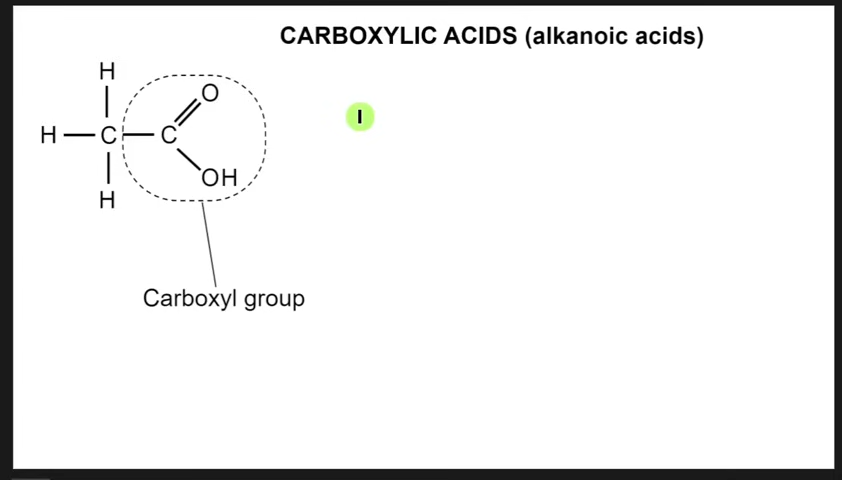 CARBOXYLIC ACIDS (alkanoic acids)
H
O
H C C
OH
H
Carboxyl group